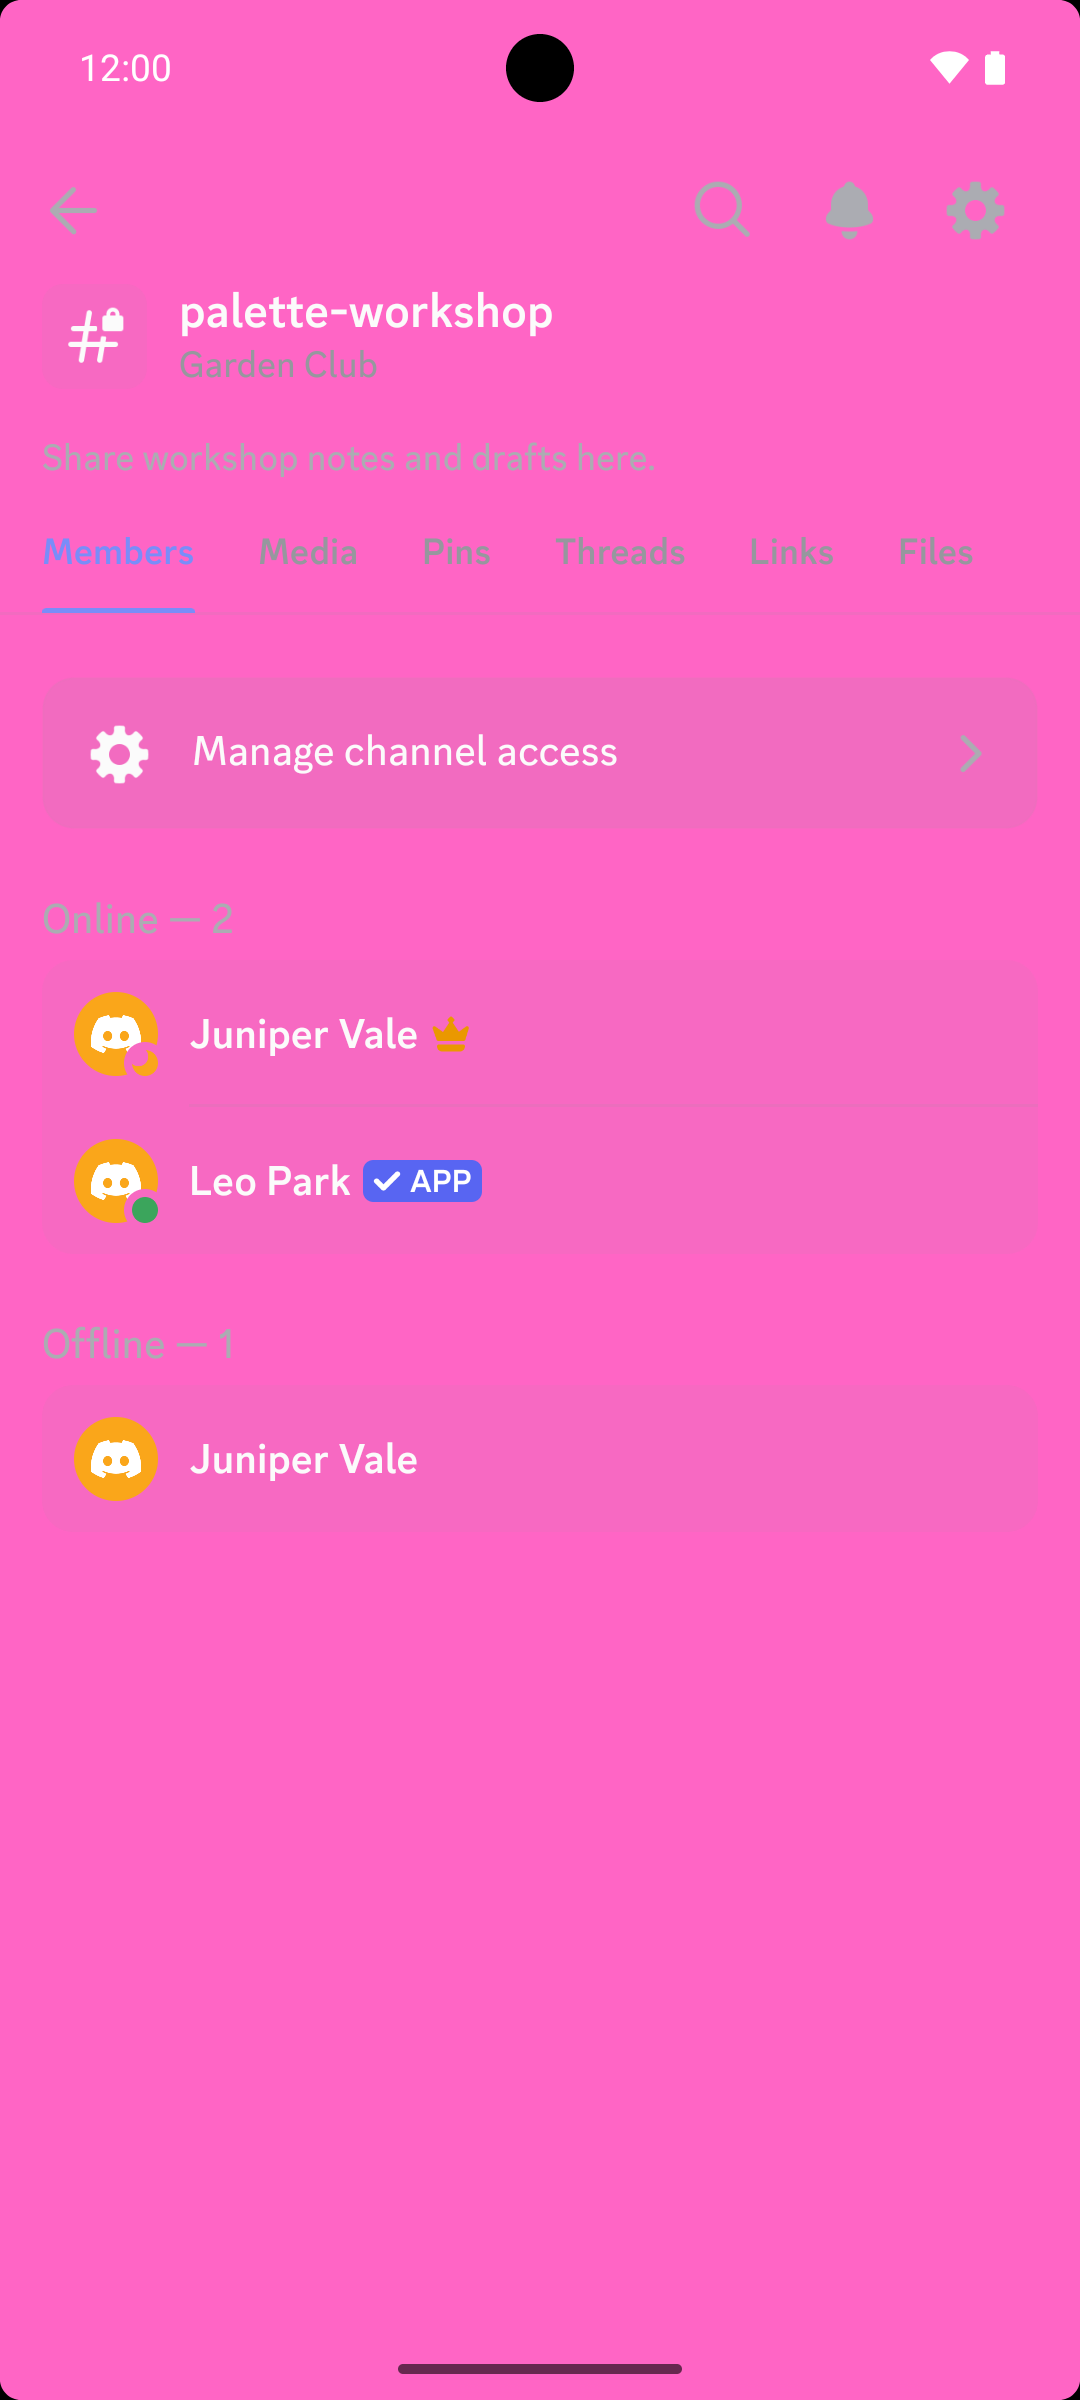 12:00
palette-workshop
Garden Club
Share workshop notes and drafts here.
Members Media Pins Threads Links Files
Manage channel access
Online — 2
Juniper Vale
Leo Park APP
Offline — 1
Juniper Vale